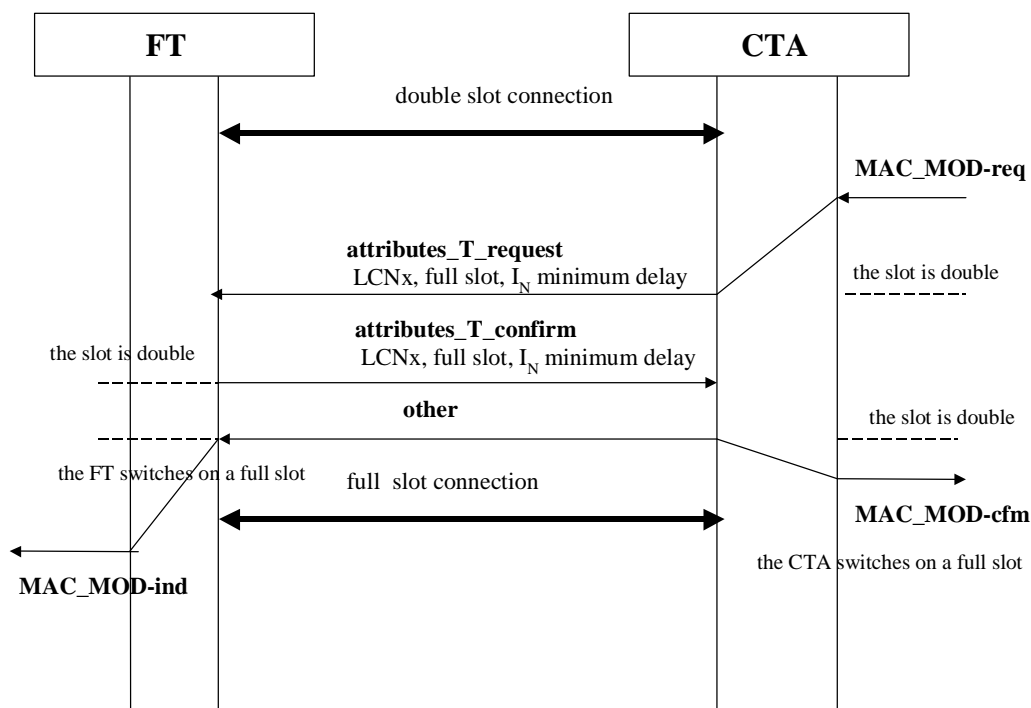 FT
CTA
double slot connection
MAC_MOD-req
attributes_T_request
LCNx, full slot, I_N minimum delay
the slot is double
attributes_T_confirm
the slot is double
LCNx, full slot, I_N minimum delay
other
the slot is double
the FT switches on a full slot
full slot connection
MAC_MOD-cfm
the CTA switches on a full slot
MAC_MOD-ind